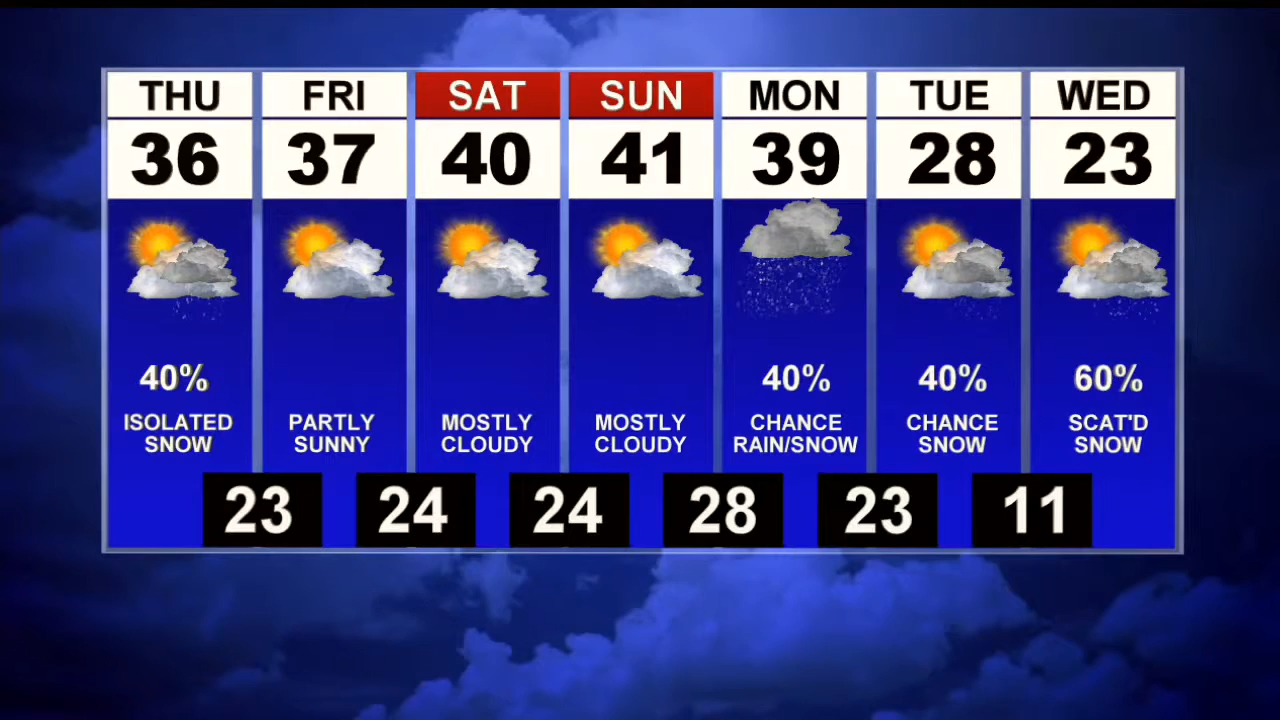 THU FRI SAT SUN MON TUE WED
36 37 40 41 39 28 23
40% 40% 40% 60%
ISOLATED PARTLY MOSTLY MOSTLY CHANCE CHANCE SCAT'D
SNOW SUNNY CLOUDY CLOUDY RAIN/SNOW SNOW SNOW
23 24 24 28 23 11